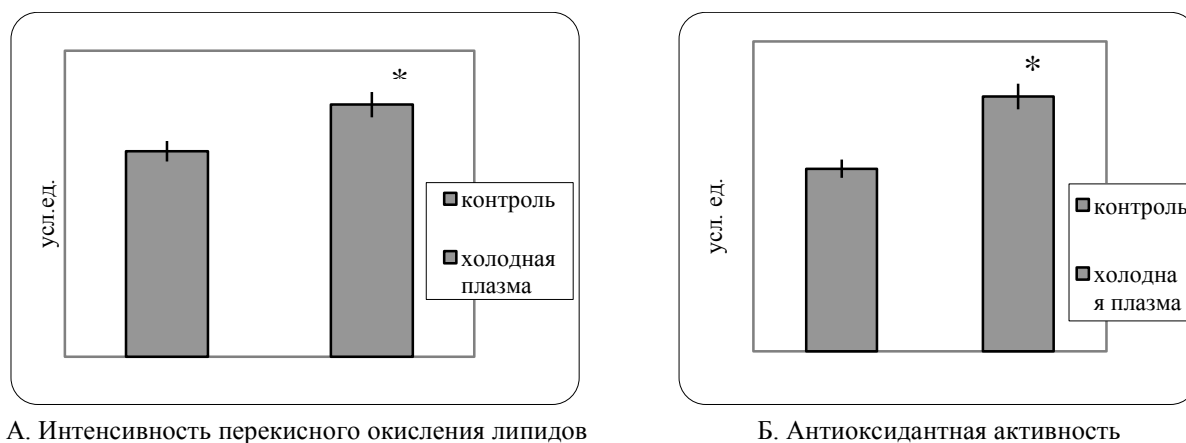 *
усл.ед.
контроль
холодная
плазма
А. Интенсивность перекисного окисления липидов
*
усл. ед.
контроль
холодна
я плазма
Б. Антиоксидантная активность